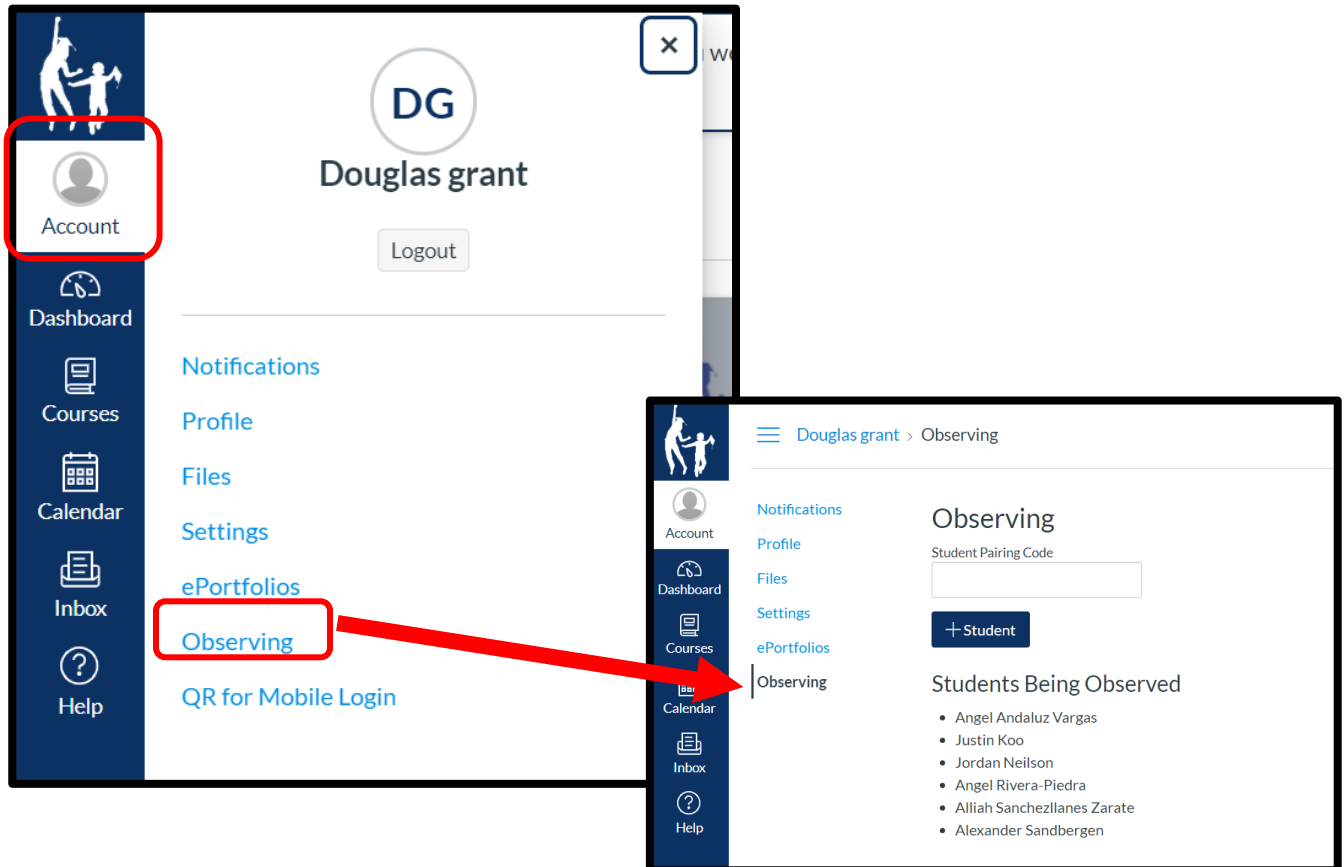 ×
DG
Douglas grant
Logout
Account
Dashboard
Courses
Calendar
Inbox
Help
Notifications
Profile
Files
Settings
ePortfolios
Observing
QR for Mobile Login
Douglas grant › Observing
Account
Dashboard
Courses
Calendar
Inbox
Help
Notifications
Profile
Files
Settings
ePortfolios
Observing
Observing
Student Pairing Code
+Student
Students Being Observed
• Angel Andaluz Vargas
• Justin Koo
• Jordan Neilson
• Angel Rivera-Piedra
• Alliah Sanchezllanes Zarate
• Alexander Sandbergen